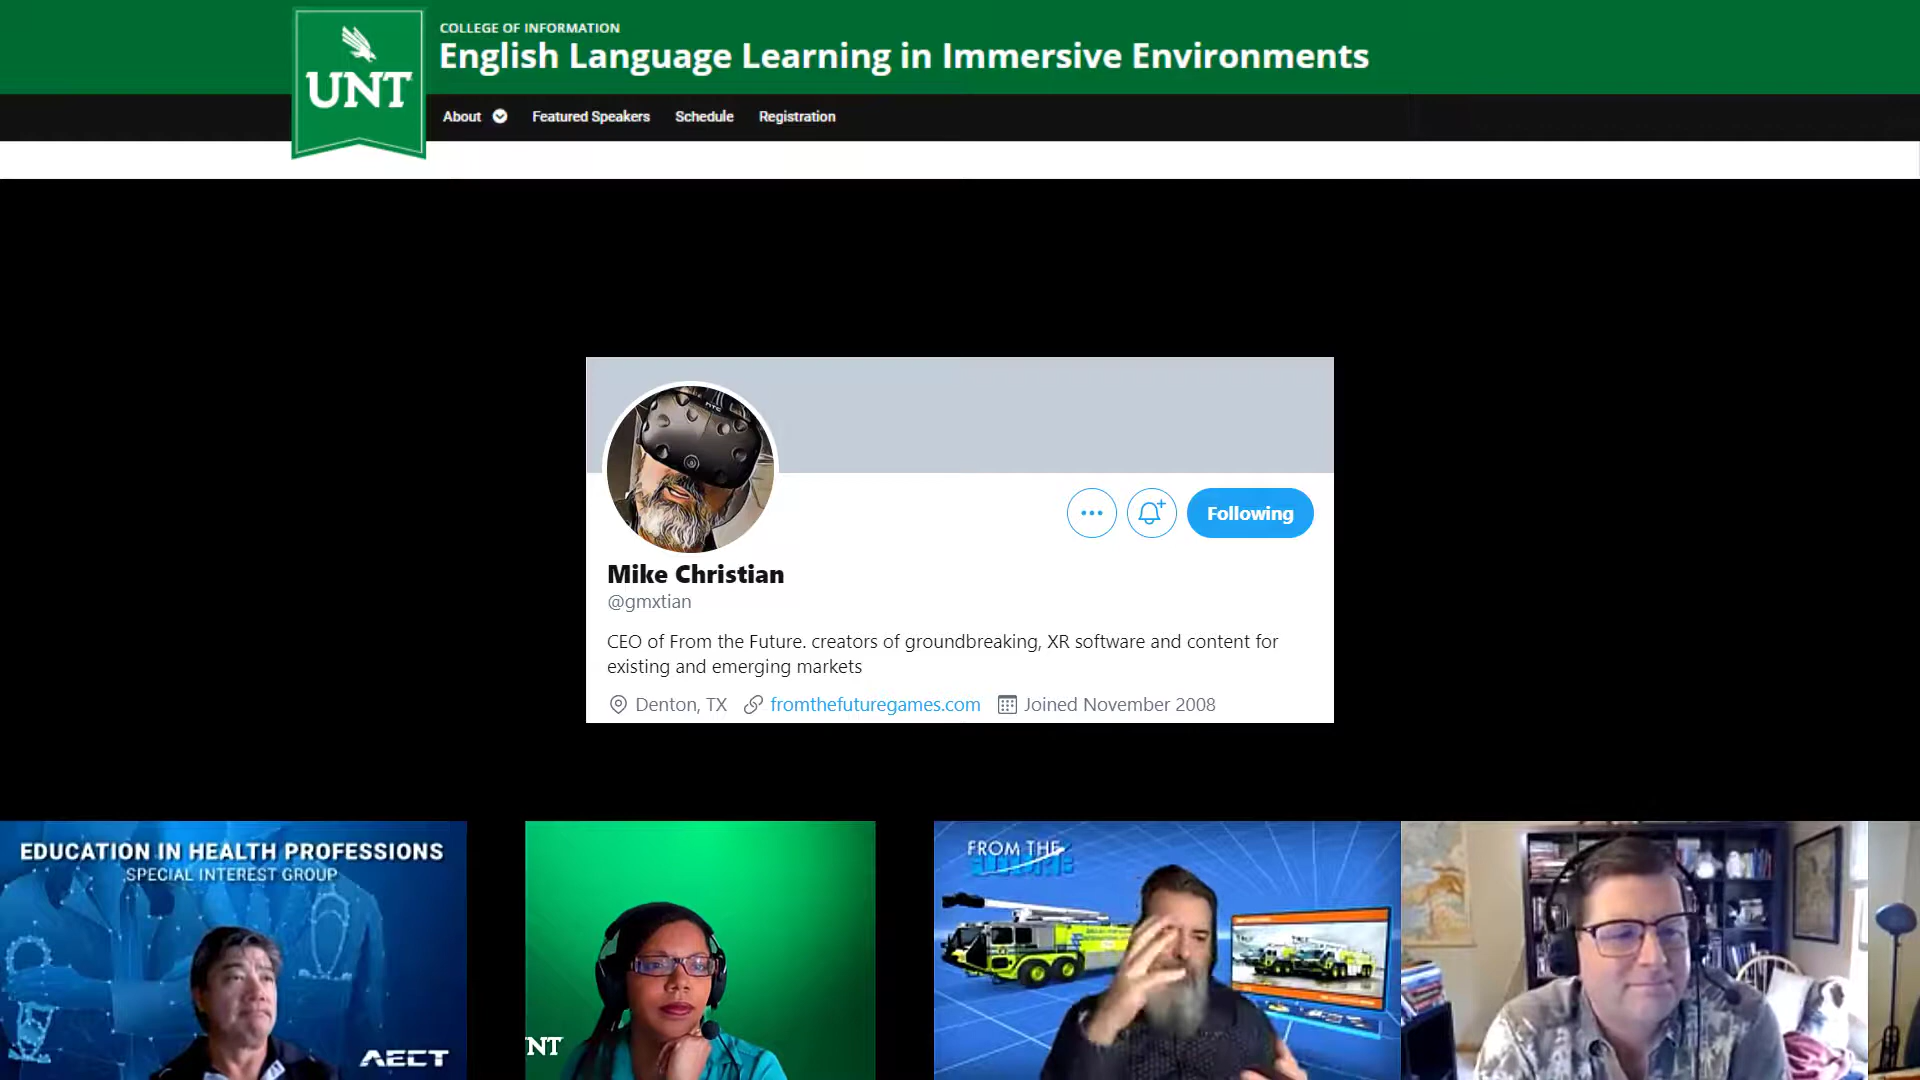 COLLEGE OF INFORMATION
English Language Learning in Immersive Environments
UNT
About
Featured Speakers
Schedule
Registration
Mike Christian
@gmxtian
Following
CEO of From the Future. creators of groundbreaking, XR software and content for
existing and emerging markets
Denton, TX
fromthefuturegames.com
Joined November 2008
EDUCATION IN HEALTH PROFESSIONS
SPECIAL INTEREST GROUP
AECT
NT
FROM THE
FUTURE